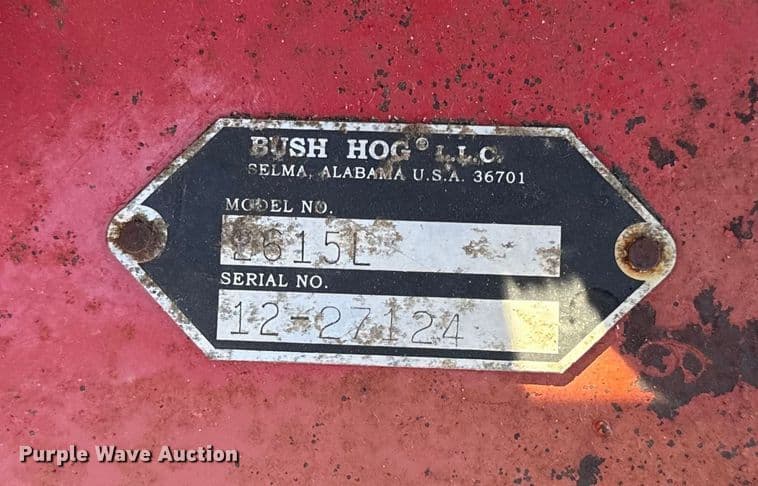 BUSH HOG® L.L.C.
SELMA, ALABAMA U.S.A. 36701
MODEL NO.
2615L
SERIAL NO.
12-27124
Purple Wave Auction